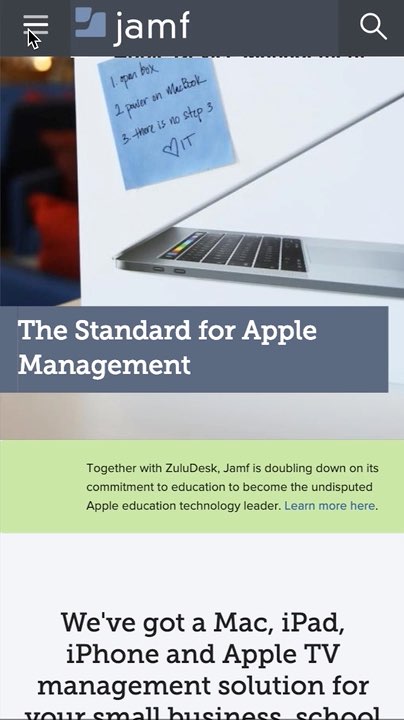 jamf
1. open box
2. power on MacBook
3. there is no step 3
IT
The Standard for Apple
Management
Together with ZuluDesk, Jamf is doubling down on its
commitment to education to become the undisputed
Apple education technology leader. Learn more here.
We've got a Mac, iPad,
iPhone and Apple TV
management solution for
your small business, school